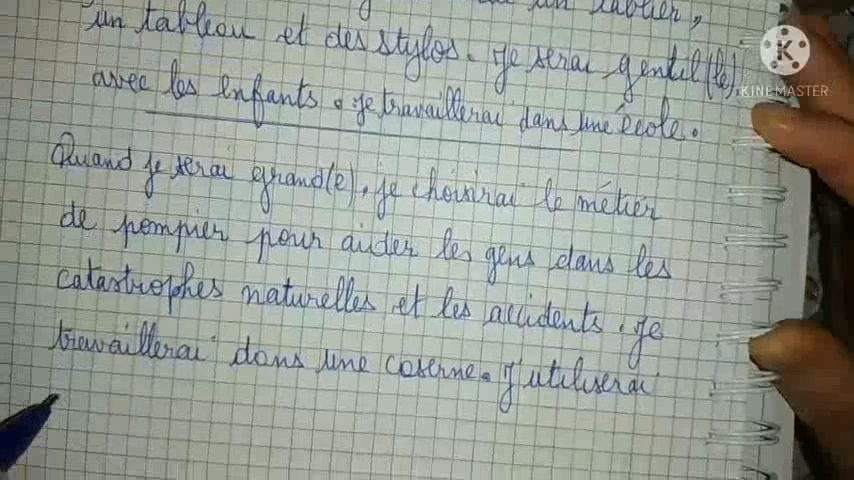 un tablier,
un tableau et des stylos. Je serai gentil(le)
avec les enfants. Je travaillerai dans une école.
Quand je serai grand(e), je choisirai le métier
de pompier pour aider les gens dans les
catastrophes naturelles et les accidents. Je
travaillerai dans une caserne. J'utiliserai
KINEMASTER